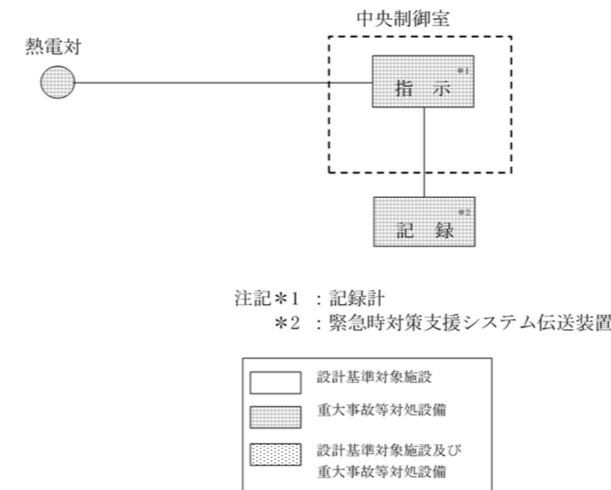 中央制御室
熱電対
指 示 *1
記 録 *2
注記*1 : 記録計
*2 : 緊急時対策支援システム伝送装置
設計基準対象施設
重大事故等対処設備
設計基準対象施設及び
重大事故等対処設備